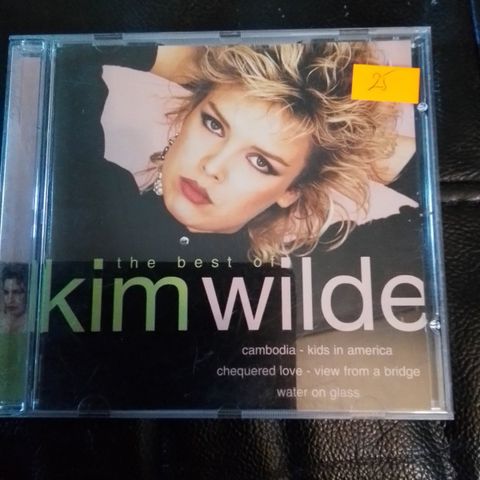 25
the best of
kim wilde
cambodia - kids in america
chequered love - view from a bridge
water on glass